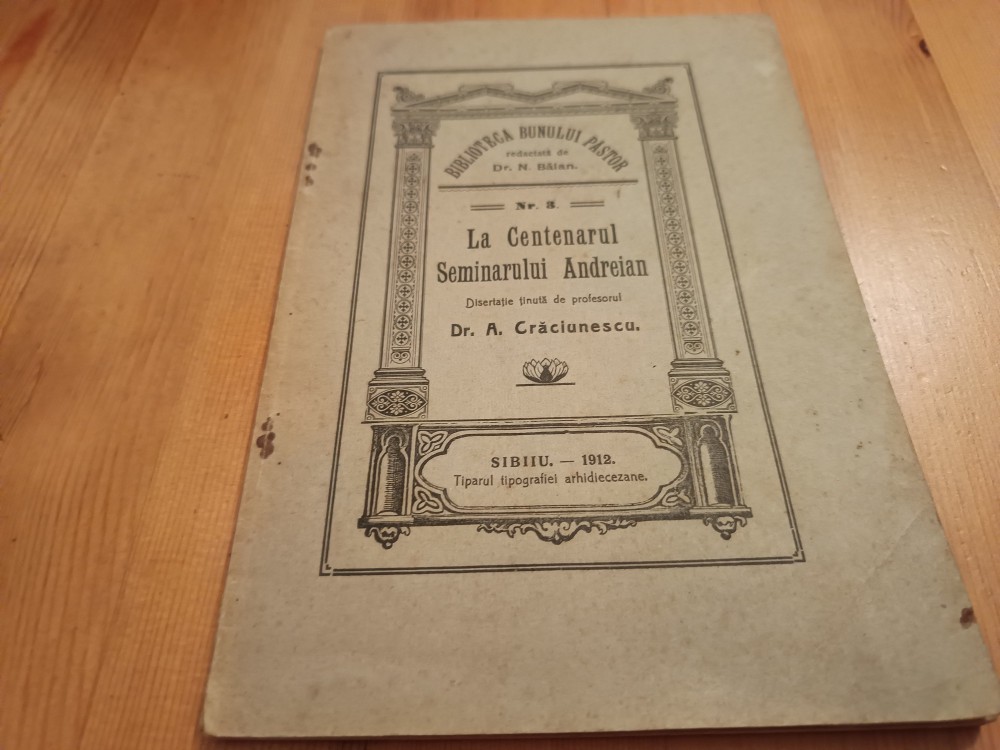 BIBLIOTECA BUNULUI PASTOR
redactată de
Dr. N. Bălan.
Nr. 3.
La Centenarul
Seminarului Andreian
Disertație ținută de profesorul
Dr. A. Crăciunescu.
SIBIIU. — 1912.
Tiparul tipografiei arhidiecezane.